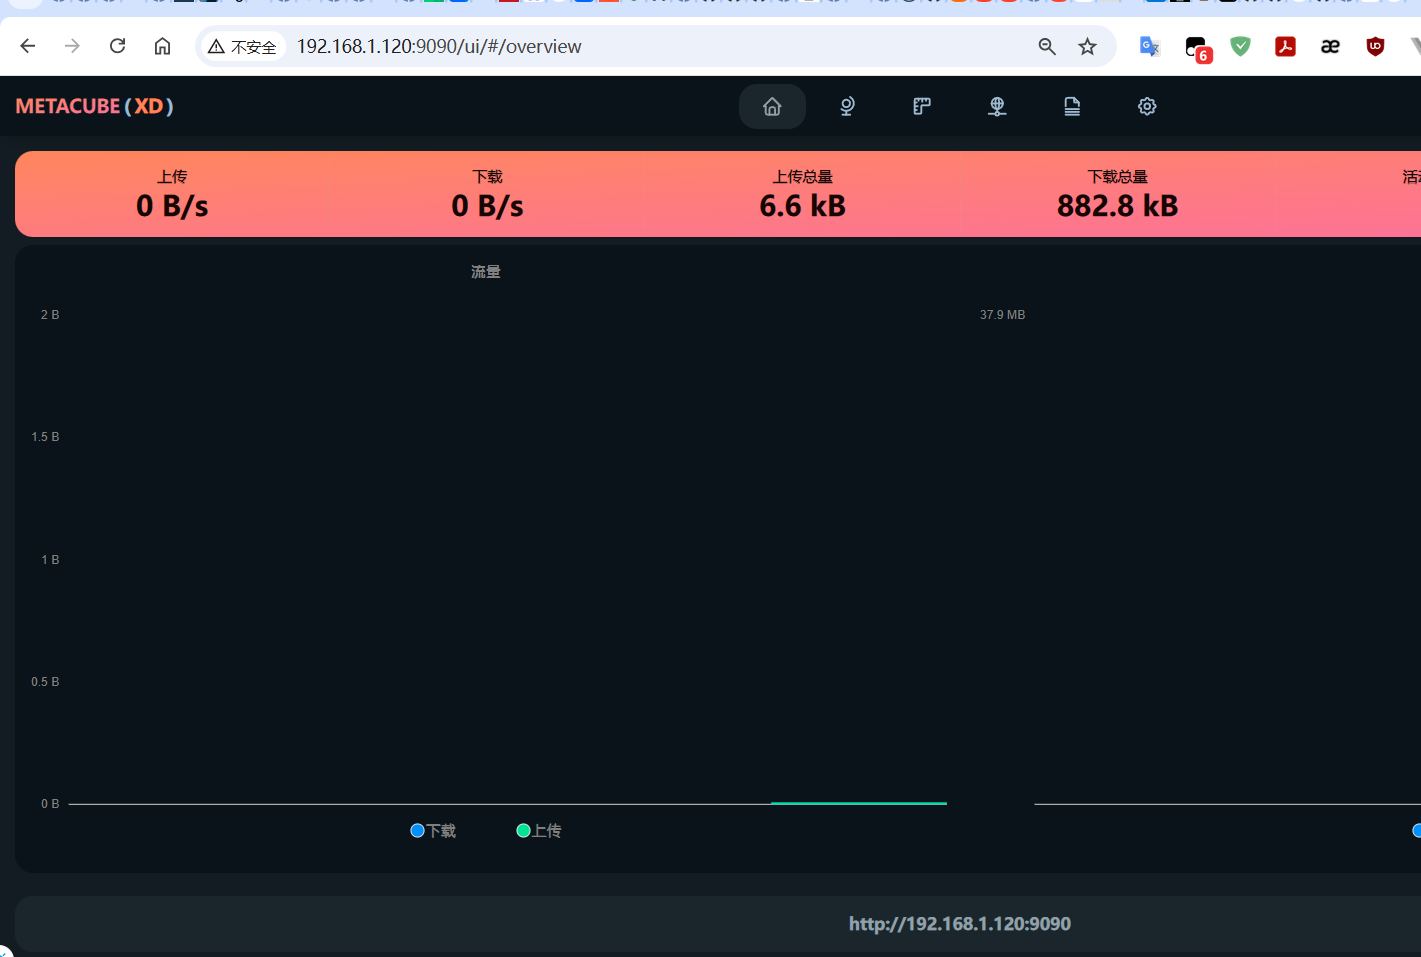 不安全
192.168.1.120:9090/ui/#/overview
6
METACUBE(XD)
上传
0 B/s
下载
0 B/s
上传总量
6.6 kB
下载总量
882.8 kB
流量
2 B
1.5 B
1 B
0.5 B
0 B
37.9 MB
下载
上传
http://192.168.1.120:9090